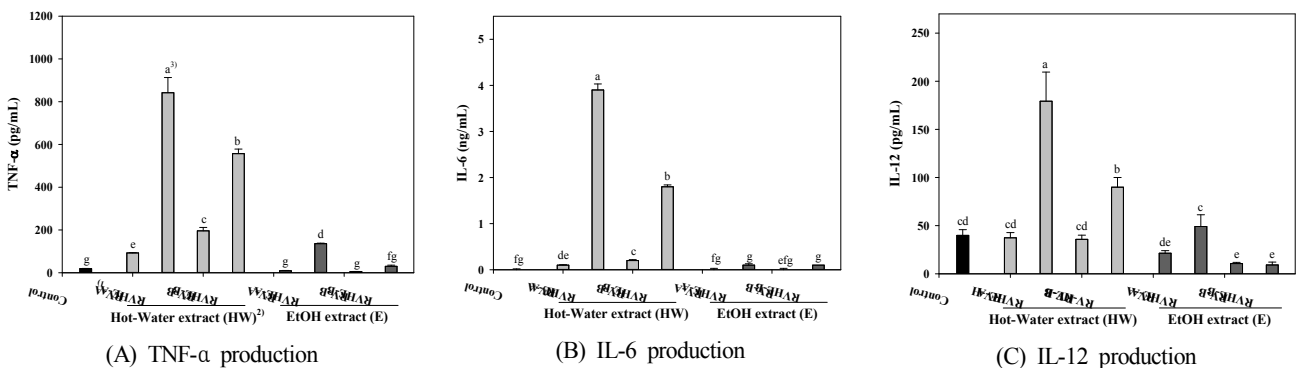 1200
1000
800
600
400
200
0
TNF-α (pg/mL)
g
e
a3)
c
b
g
d
g
fg
Control
Hot-Water extract (HW)2)
EtOH extract (E)
(A) TNF-α production
6
5
4
3
2
1
0
IL-6 (ng/mL)
fg
de
a
c
b
fg
g
efg
g
Control
Hot-Water extract (HW)
EtOH extract (E)
(B) IL-6 production
250
200
150
100
50
0
IL-12 (pg/mL)
cd
cd
a
cd
b
de
c
e
e
Control
Hot-Water extract (HW)
EtOH extract (E)
(C) IL-12 production